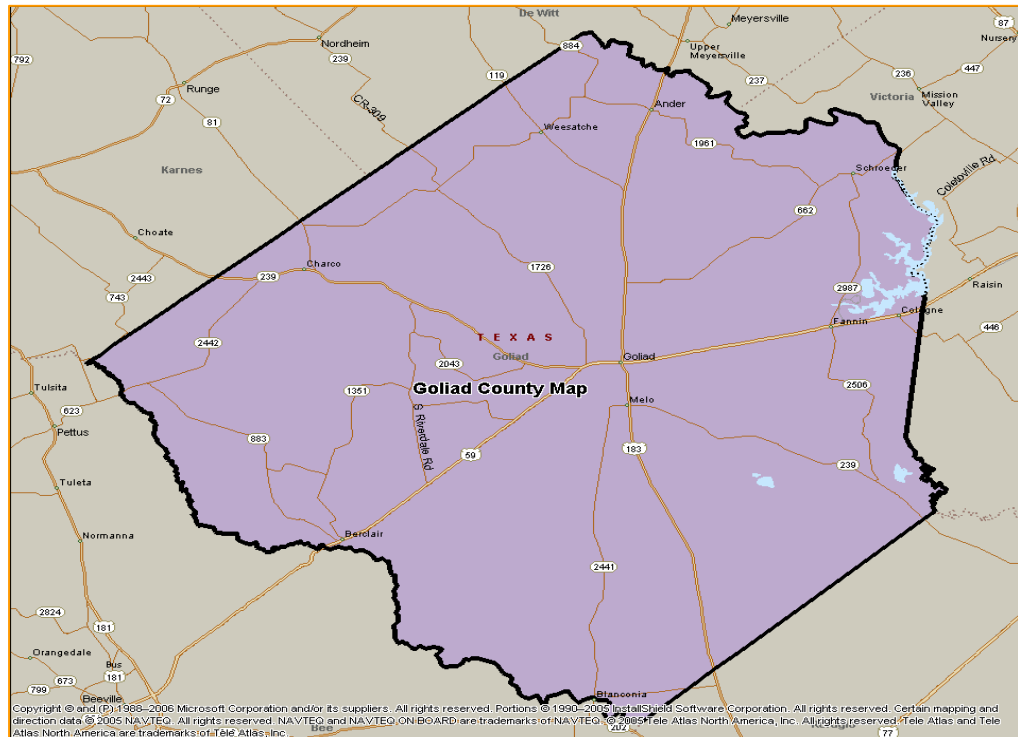 De Witt
Meyersville
87
Nordheim
884
Nursery
Upper
Meyersville
792
239
447
119
236
237
Runge
Mission
Valley
Victoria
72
CR-309
Ander
81
Weesatche
1961
Coletoville Rd
Karnes
Schroeder
662
Choate
Charco
1726
239
2443
2987
Raisin
743
Cologne
Fannin
446
TEXAS
2442
Goliad
Goliad
2043
Tulsita
Goliad County Map
1351
2506
623
Melo
S Riverdale Rd
Pettus
883
183
59
239
Tuleta
Berclair
Normanna
2441
2824
181
Orangedale
Bus
181
673
799
Blanconia
Beeville
Copyright © and (P) 1988–2006 Microsoft Corporation and/or its suppliers. All rights reserved. Portions © 1990–2005 InstallShield Software Corporation. All rights reserved. Certain mapping and
direction data © 2005 NAVTEQ. All rights reserved. NAVTEQ and NAVTEQ ON BOARD are trademarks of NAVTEQ. © 2005 Tele Atlas North America, Inc. All rights reserved. Tele Atlas and Tele
Atlas North America are trademarks of Tele Atlas, Inc.
Bee
202
77